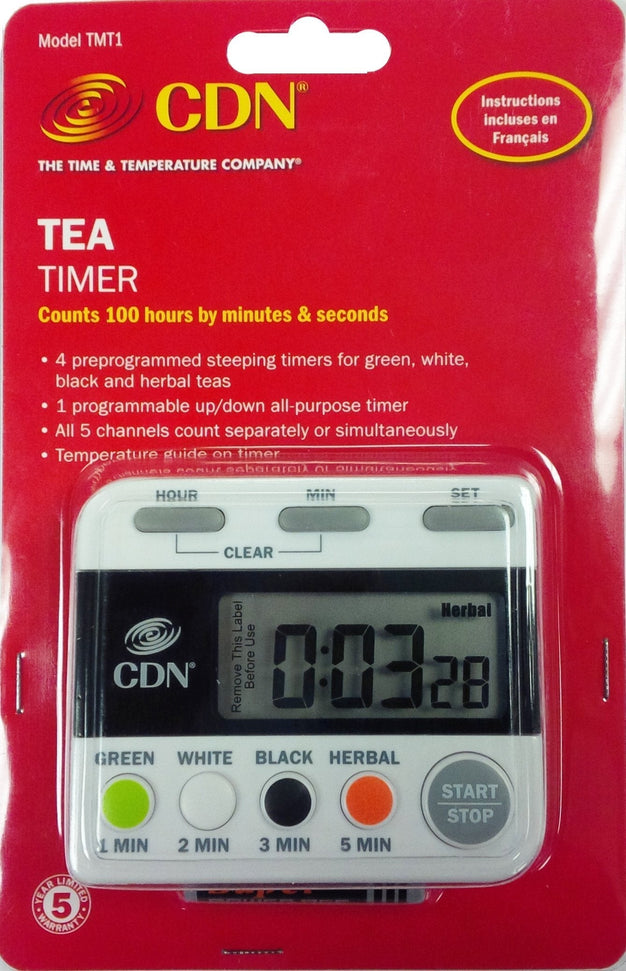 Model TMT1
CDN®
THE TIME & TEMPERATURE COMPANY®
Instructions
incluses en
Français
TEA
TIMER
Counts 100 hours by minutes & seconds
• 4 preprogrammed steeping timers for green, white,
black and herbal teas
• 1 programmable up/down all-purpose timer
• All 5 channels count separately or simultaneously
• Temperature guide on timer
HOUR MIN SET
CLEAR
CDN®
Remove This Label
Before Use
Herbal
0:03 28
GREEN WHITE BLACK HERBAL
1 MIN 2 MIN 3 MIN 5 MIN
START
STOP
5
YEAR LIMITED
WARRANTY
Super